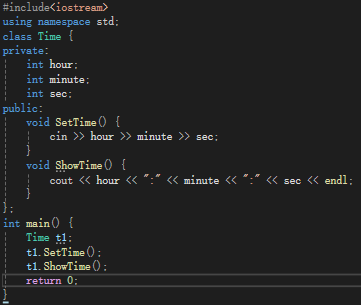 #include<iostream>
using namespace std;
class Time {
private:
    int hour;
    int minute;
    int sec;
public:
    void SetTime() {
        cin >> hour >> minute >> sec;
    }
    void ShowTime() {
        cout << hour << ":" << minute << ":" << sec << endl;
    }
};
int main() {
    Time t1;
    t1.SetTime();
    t1.ShowTime();
    return 0;
}